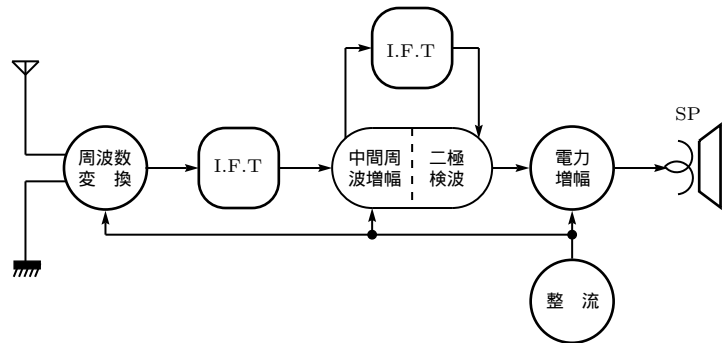 I.F.T
SP
周波数
変　換
I.F.T
中間周
波増幅
二極
検波
電力
増幅
整　流